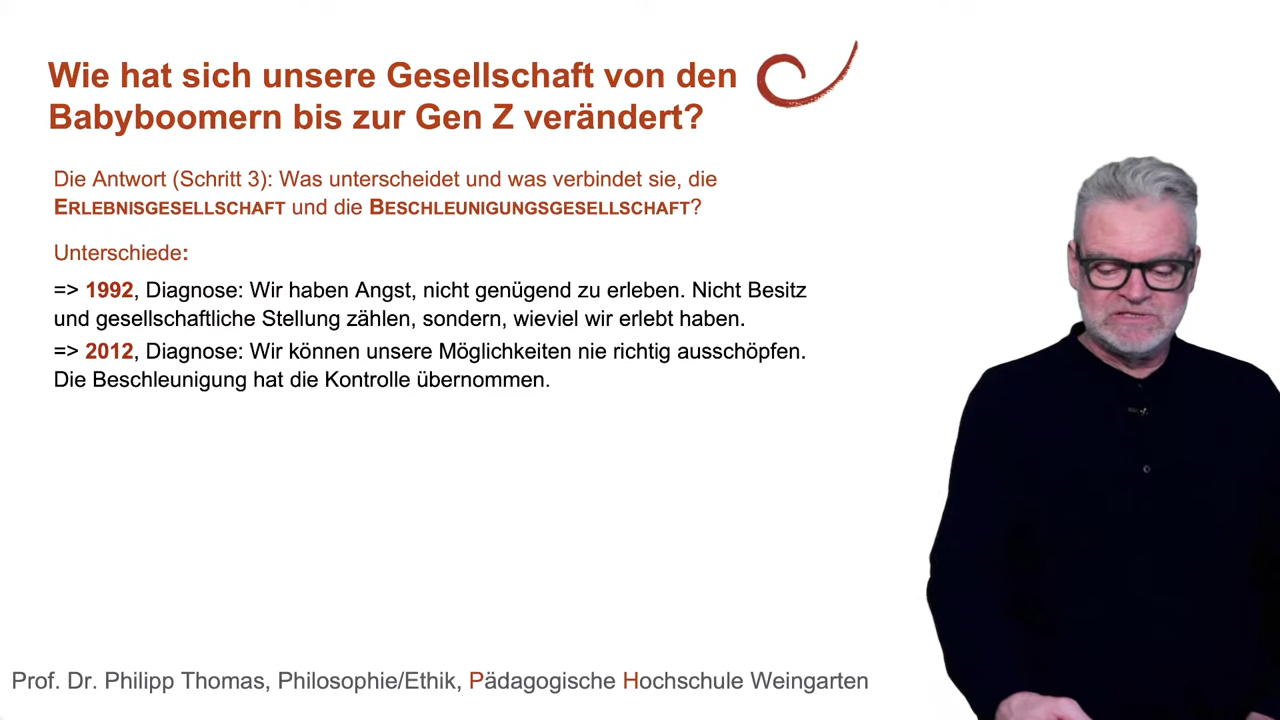 Wie hat sich unsere Gesellschaft von den
Babyboomern bis zur Gen Z verändert?
Die Antwort (Schritt 3): Was unterscheidet und was verbindet sie, die
ERLEBNISGESELLSCHAFT und die BESCHLEUNIGUNGSGESELLSCHAFT?
Unterschiede:
=> 1992, Diagnose: Wir haben Angst, nicht genügend zu erleben. Nicht Besitz
und gesellschaftliche Stellung zählen, sondern, wieviel wir erlebt haben.
=> 2012, Diagnose: Wir können unsere Möglichkeiten nie richtig ausschöpfen.
Die Beschleunigung hat die Kontrolle übernommen.
Prof. Dr. Philipp Thomas, Philosophie/Ethik, Pädagogische Hochschule Weingarten